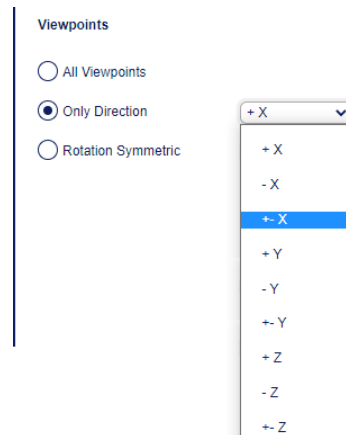 Viewpoints
All Viewpoints
Only Direction
+ X
Rotation Symmetric
+ X
- X
+- X
+ Y
- Y
+- Y
+ Z
- Z
+- Z